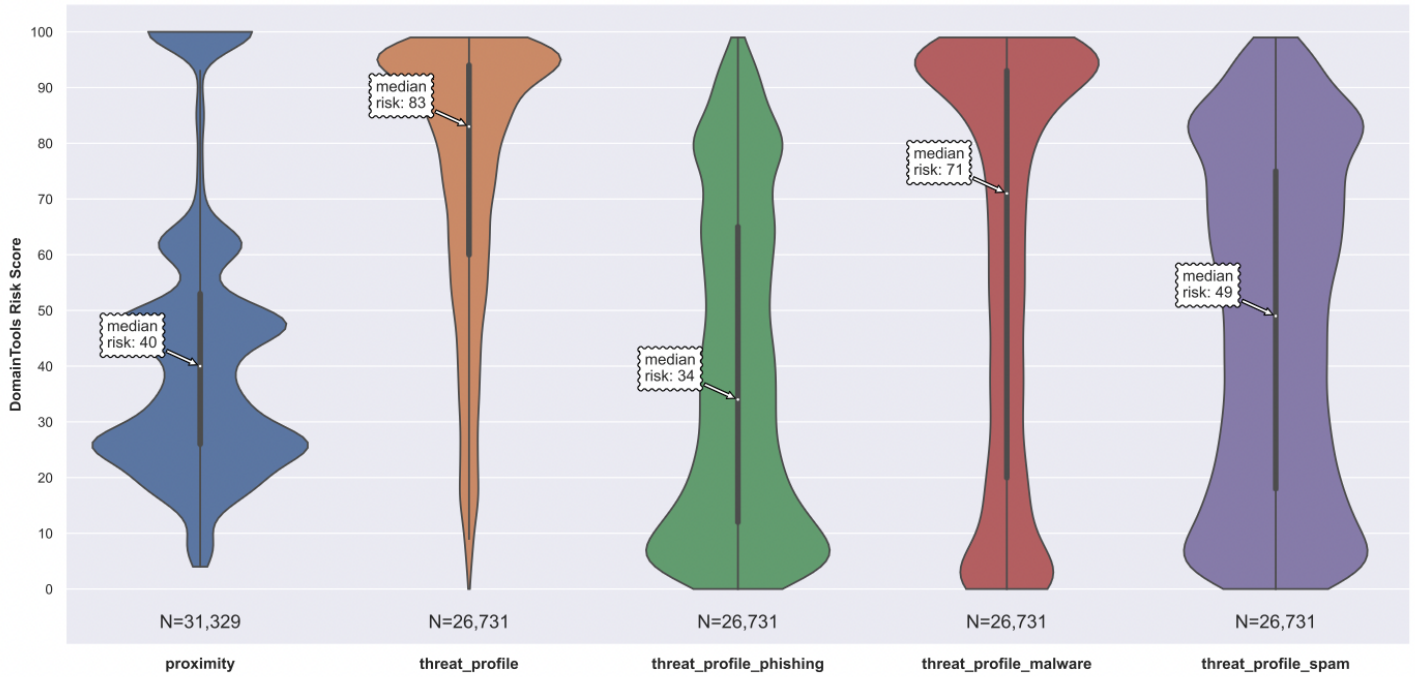 DomainTools Risk Score
100
90
80
70
60
50
40
30
20
10
0
median
risk: 40
median
risk: 83
median
risk: 34
median
risk: 71
median
risk: 49
N=31,329
N=26,731
N=26,731
N=26,731
N=26,731
proximity
threat_profile
threat_profile_phishing
threat_profile_malware
threat_profile_spam